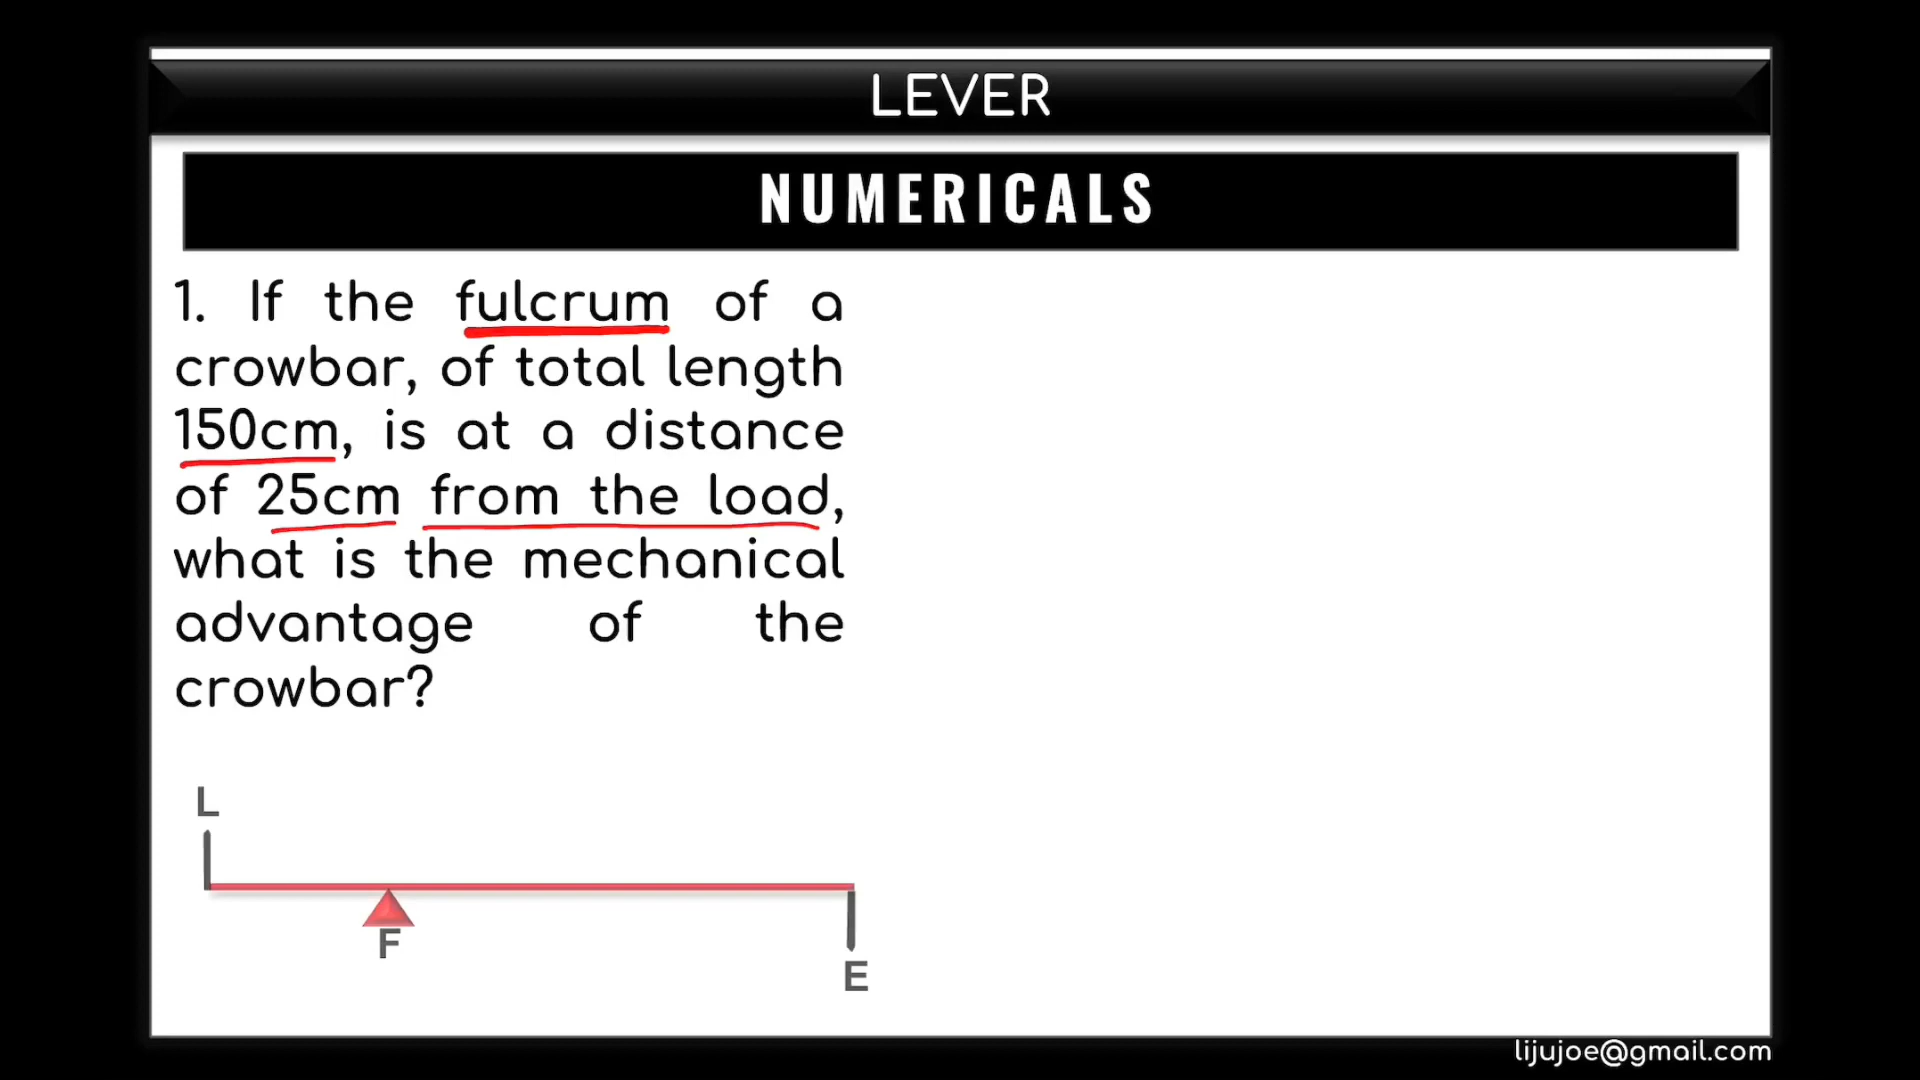 LEVER
NUMERICALS
1. If the fulcrum of a
crowbar, of total length
150cm, is at a distance
of 25cm from the load,
what is the mechanical
advantage of the
crowbar?
L
F
E
lijujoe@gmail.com